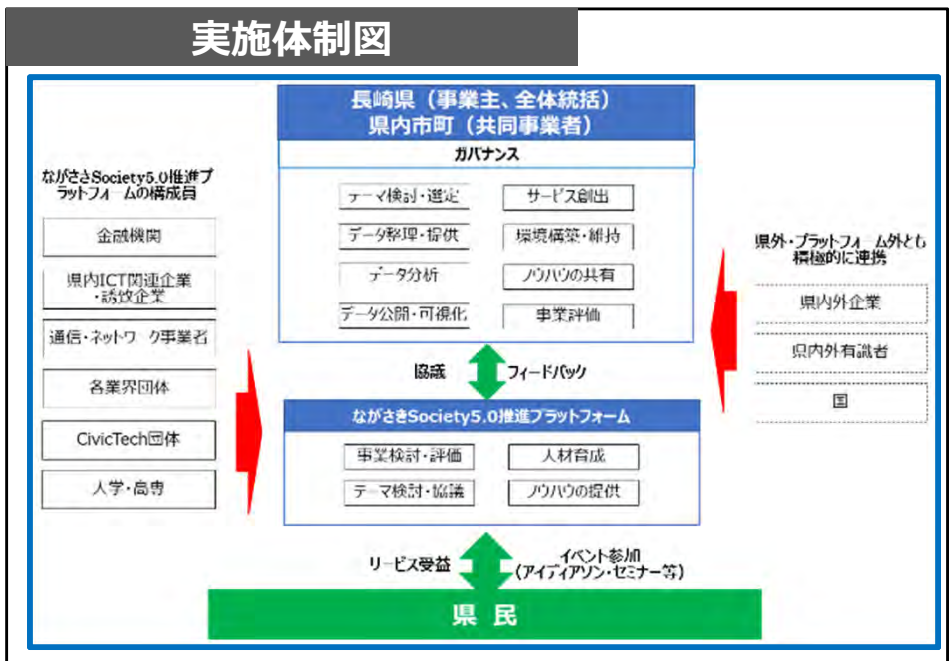 実施体制図
長崎県（事業主、全体統括）
県内市町（共同事業者）
ガバナンス
テーマ検討・選定
サービス創出
データ整理・提供
環境構築・維持
データ分析
ノウハウの共有
データ公開・可視化
事業評価
ながさきSociety5.0推進プ
ラットフォームの構成員
金融機関
県内ICT関連企業
・誘致企業
通信・ネットワーク事業者
各業界団体
CivicTech団体
大学・高専
県外・プラットフォーム外とも
積極的に連携
県内外企業
県内外有識者
国
協議
フィードバック
ながさきSociety5.0推進プラットフォーム
事業検討・評価
人材育成
テーマ検討・協議
ノウハウの提供
サービス受益
イベント参加
（アイディアソン・セミナー等）
県 民